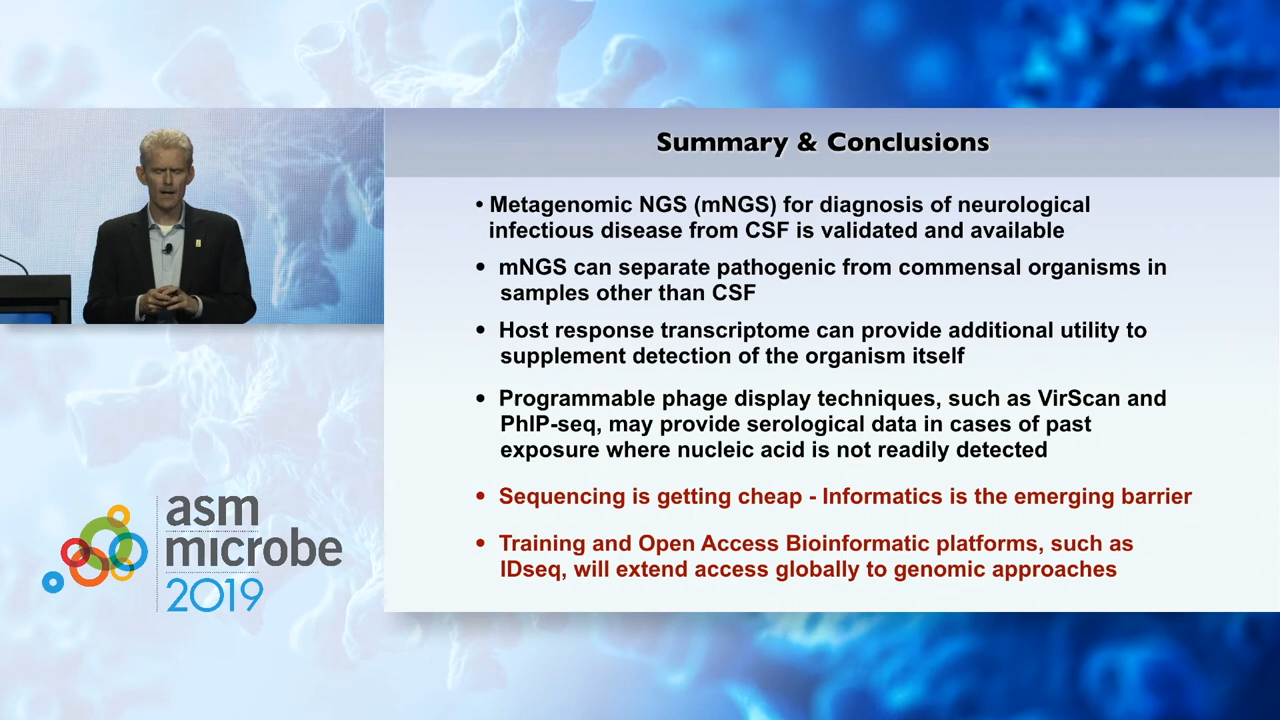 Summary & Conclusions
• Metagenomic NGS (mNGS) for diagnosis of neurological
infectious disease from CSF is validated and available
• mNGS can separate pathogenic from commensal organisms in
samples other than CSF
• Host response transcriptome can provide additional utility to
supplement detection of the organism itself
• Programmable phage display techniques, such as VirScan and
PhIP-seq, may provide serological data in cases of past
exposure where nucleic acid is not readily detected
• Sequencing is getting cheap - Informatics is the emerging barrier
• Training and Open Access Bioinformatic platforms, such as
IDseq, will extend access globally to genomic approaches
asm
microbe
2019